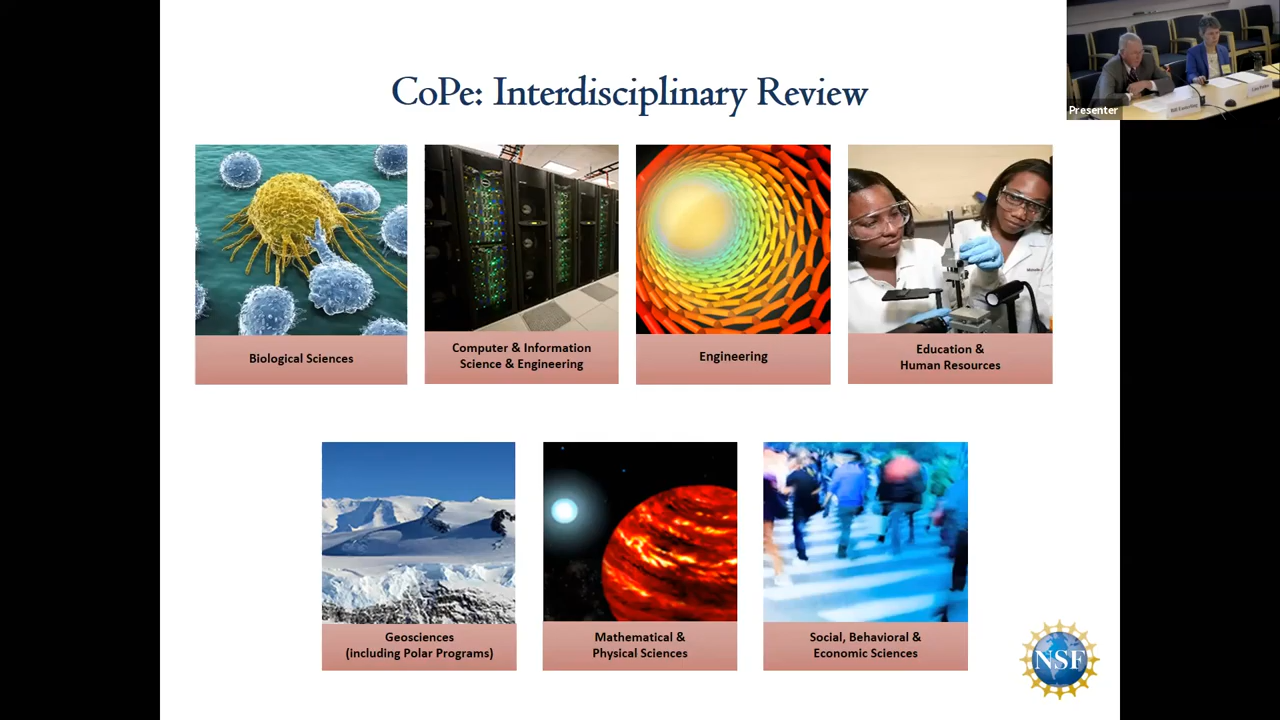 CoPe: Interdisciplinary Review
Presenter
Biological Sciences
Computer & Information
Science & Engineering
Engineering
Education &
Human Resources
Geosciences
(including Polar Programs)
Mathematical &
Physical Sciences
Social, Behavioral &
Economic Sciences
NSF